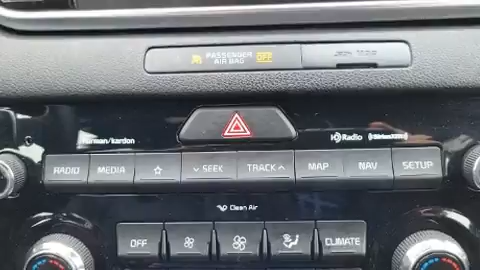 PASSENGER OFF
AIR BAG
harman/kardon HD Radio ((SiriusXM))
RADIO MEDIA SEEK TRACK MAP NAV SETUP
Clean Air
OFF CLIMATE